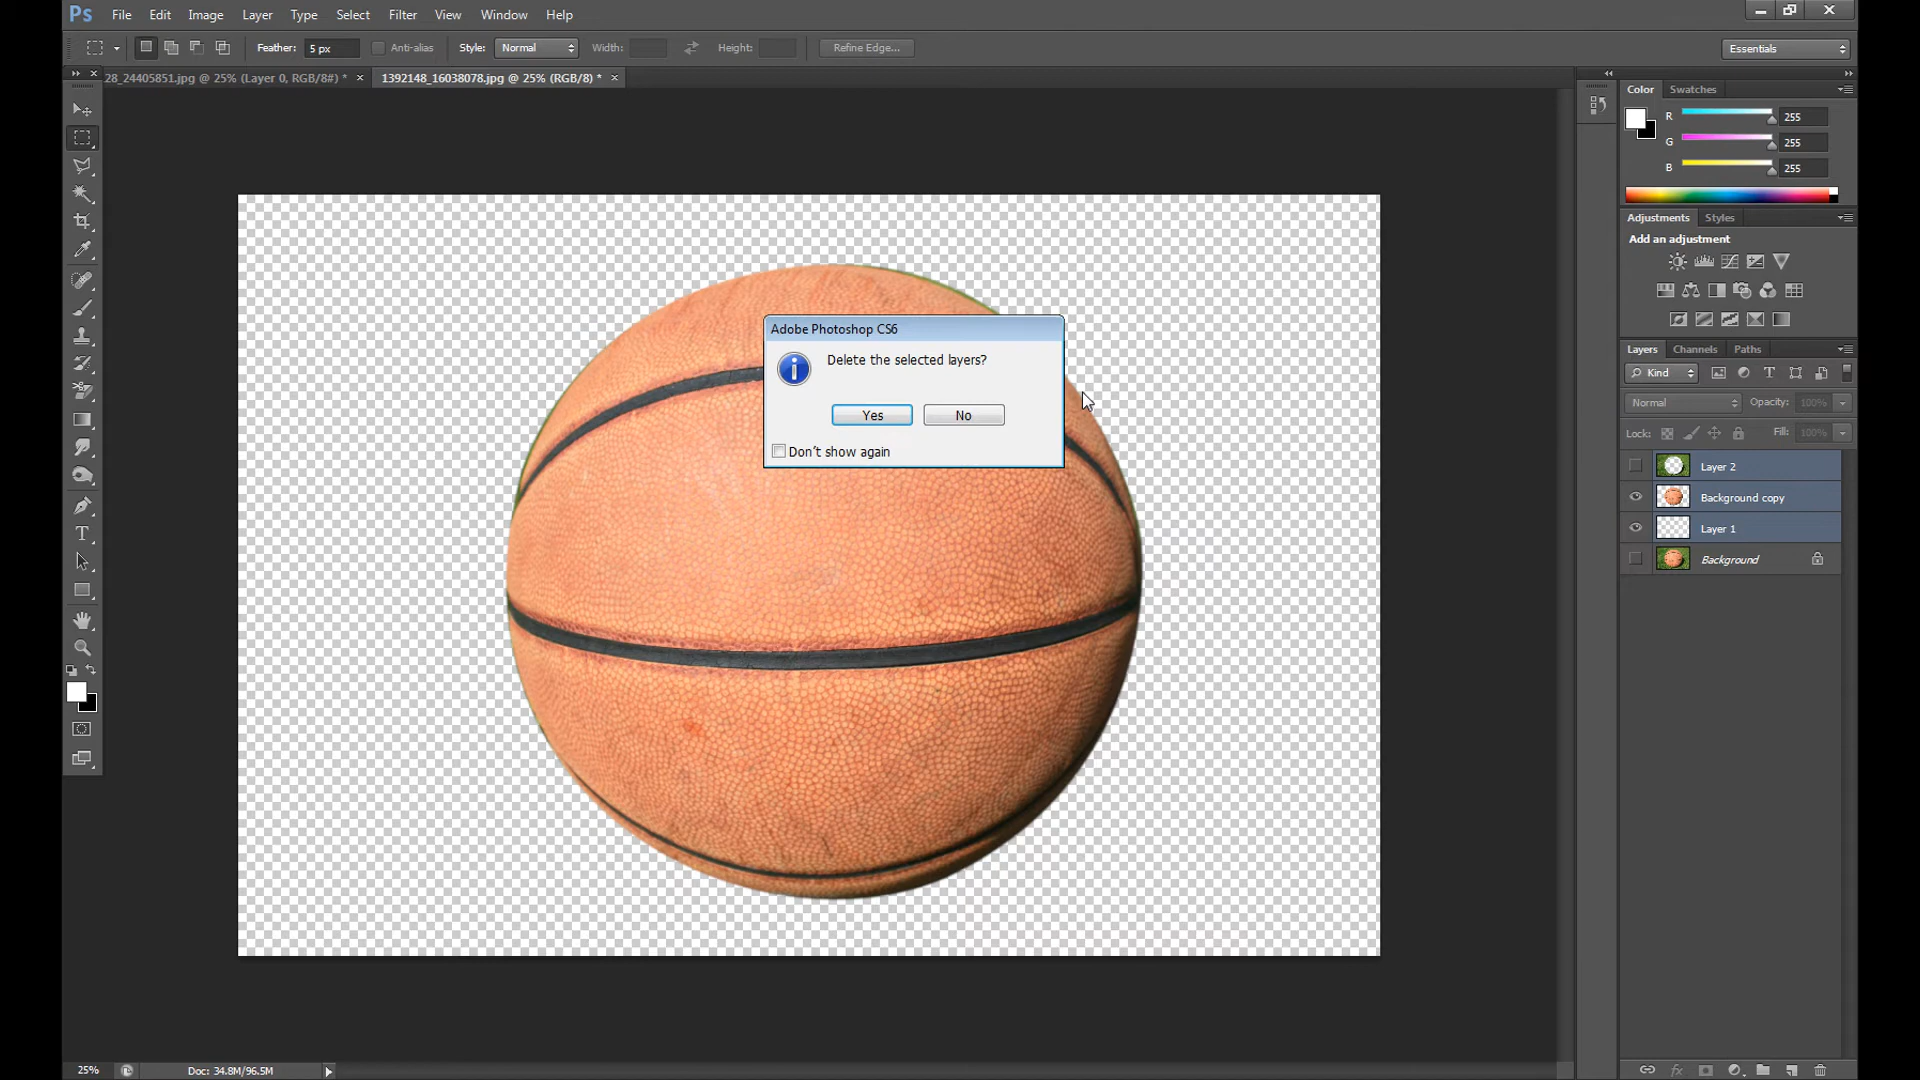 Ps File Edit Image Layer Type Select Filter View Window Help
Feather: 5 px Anti-alias Style: Normal Width: Height: Refine Edge... Essentials
28_24405851.jpg @ 25% (Layer 0, RGB/8#) * × 1392148_16038078.jpg @ 25% (RGB/8) * ×
Color Swatches
R 255
G 255
B 255
Adjustments Styles
Add an adjustment
Adobe Photoshop CS6
Delete the selected layers?
Yes No
Don't show again
Layers Channels Paths
Kind
Normal Opacity: 100%
Lock: Fill: 100%
Layer 2
Background copy
Layer 1
Background
25% Doc: 34.8M/96.5M